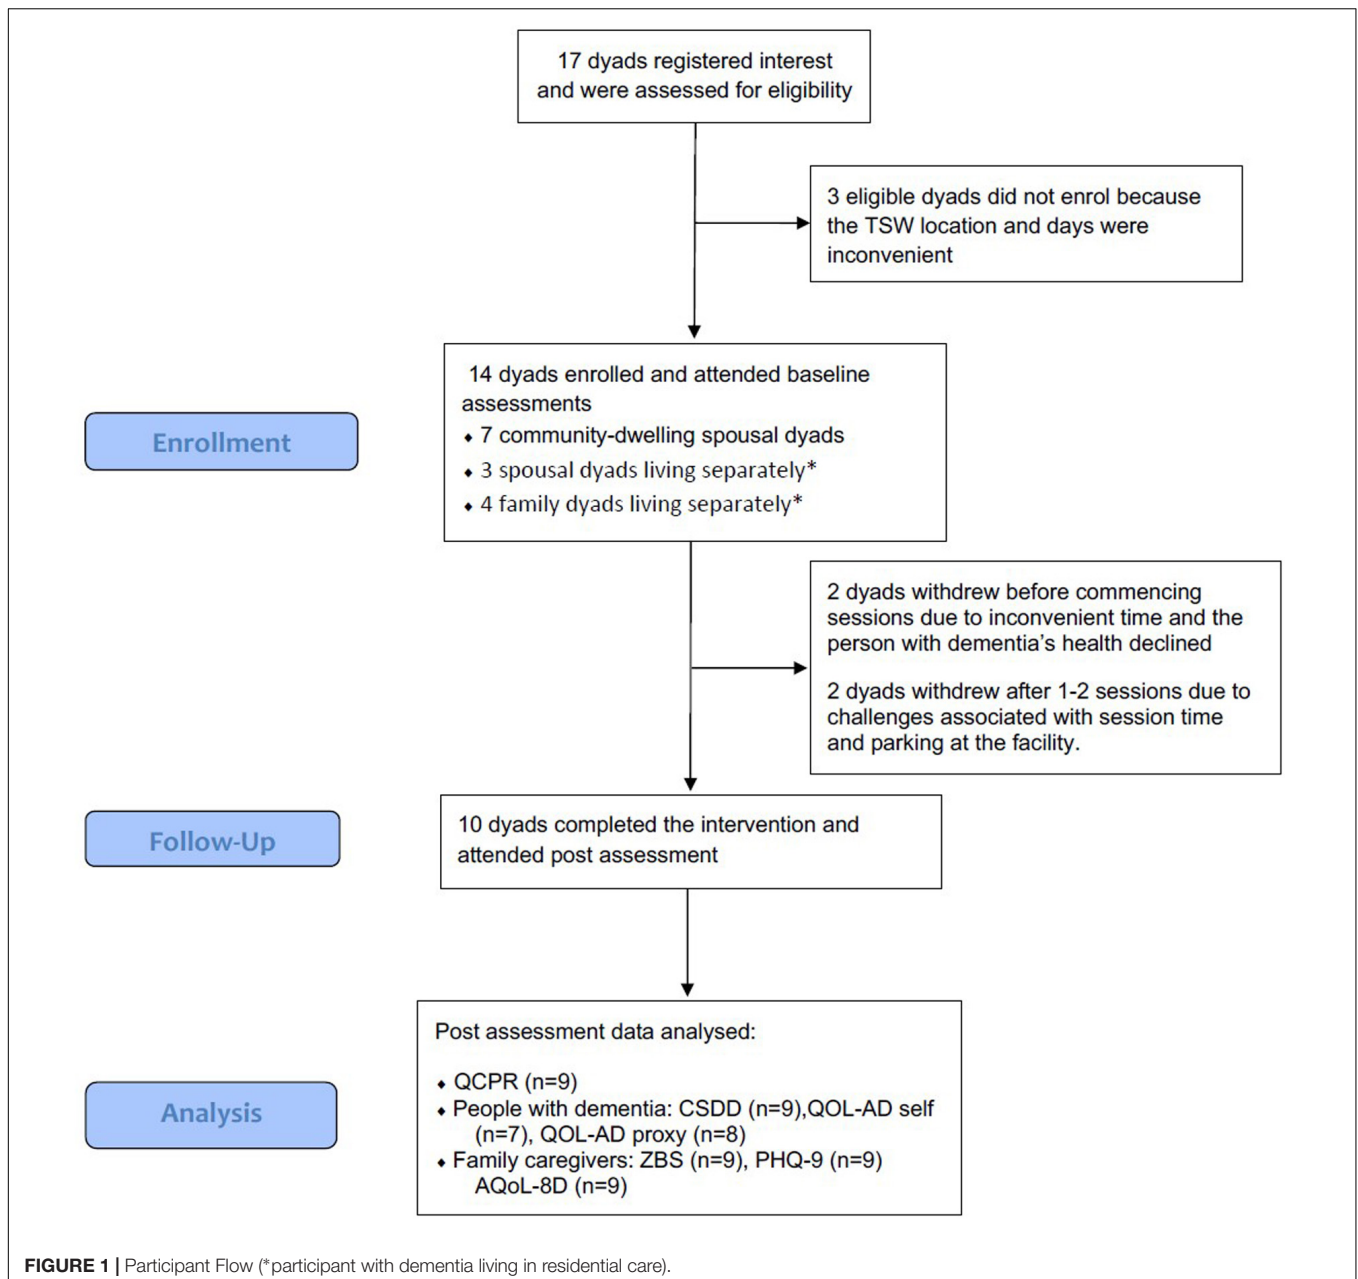 17 dyads registered interest
and were assessed for eligibility
3 eligible dyads did not enrol because
the TSW location and days were
inconvenient
14 dyads enrolled and attended baseline
assessments
⬧ 7 community-dwelling spousal dyads
⬧ 3 spousal dyads living separately*
⬧ 4 family dyads living separately*
Enrollment
2 dyads withdrew before commencing
sessions due to inconvenient time and the
person with dementia’s health declined
2 dyads withdrew after 1-2 sessions due to
challenges associated with session time
and parking at the facility.
Follow-Up
10 dyads completed the intervention and
attended post assessment
Analysis
Post assessment data analysed:
⬧ QCPR (n=9)
⬧ People with dementia: CSDD (n=9),QOL-AD self
(n=7), QOL-AD proxy (n=8)
⬧ Family caregivers: ZBS (n=9), PHQ-9 (n=9)
AQoL-8D (n=9)
FIGURE 1 | Participant Flow (*participant with dementia living in residential care).